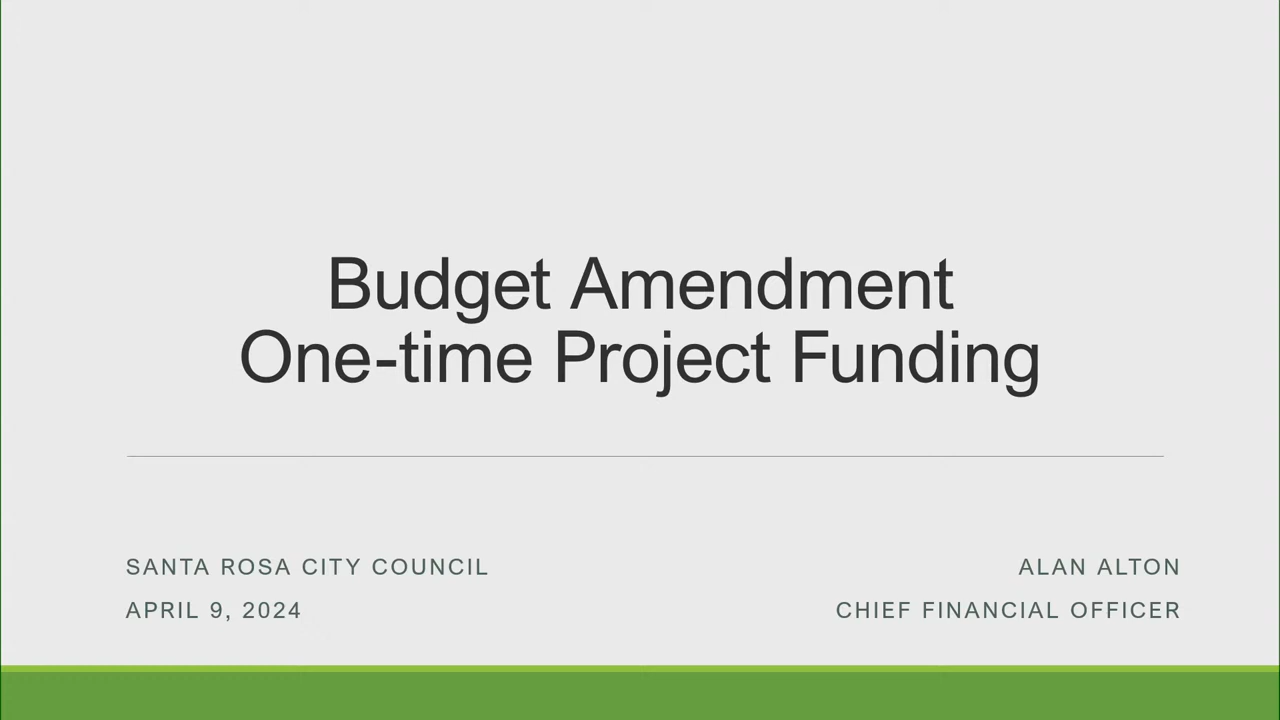 Budget Amendment
One-time Project Funding
SANTA ROSA CITY COUNCIL
APRIL 9, 2024
ALAN ALTON
CHIEF FINANCIAL OFFICER